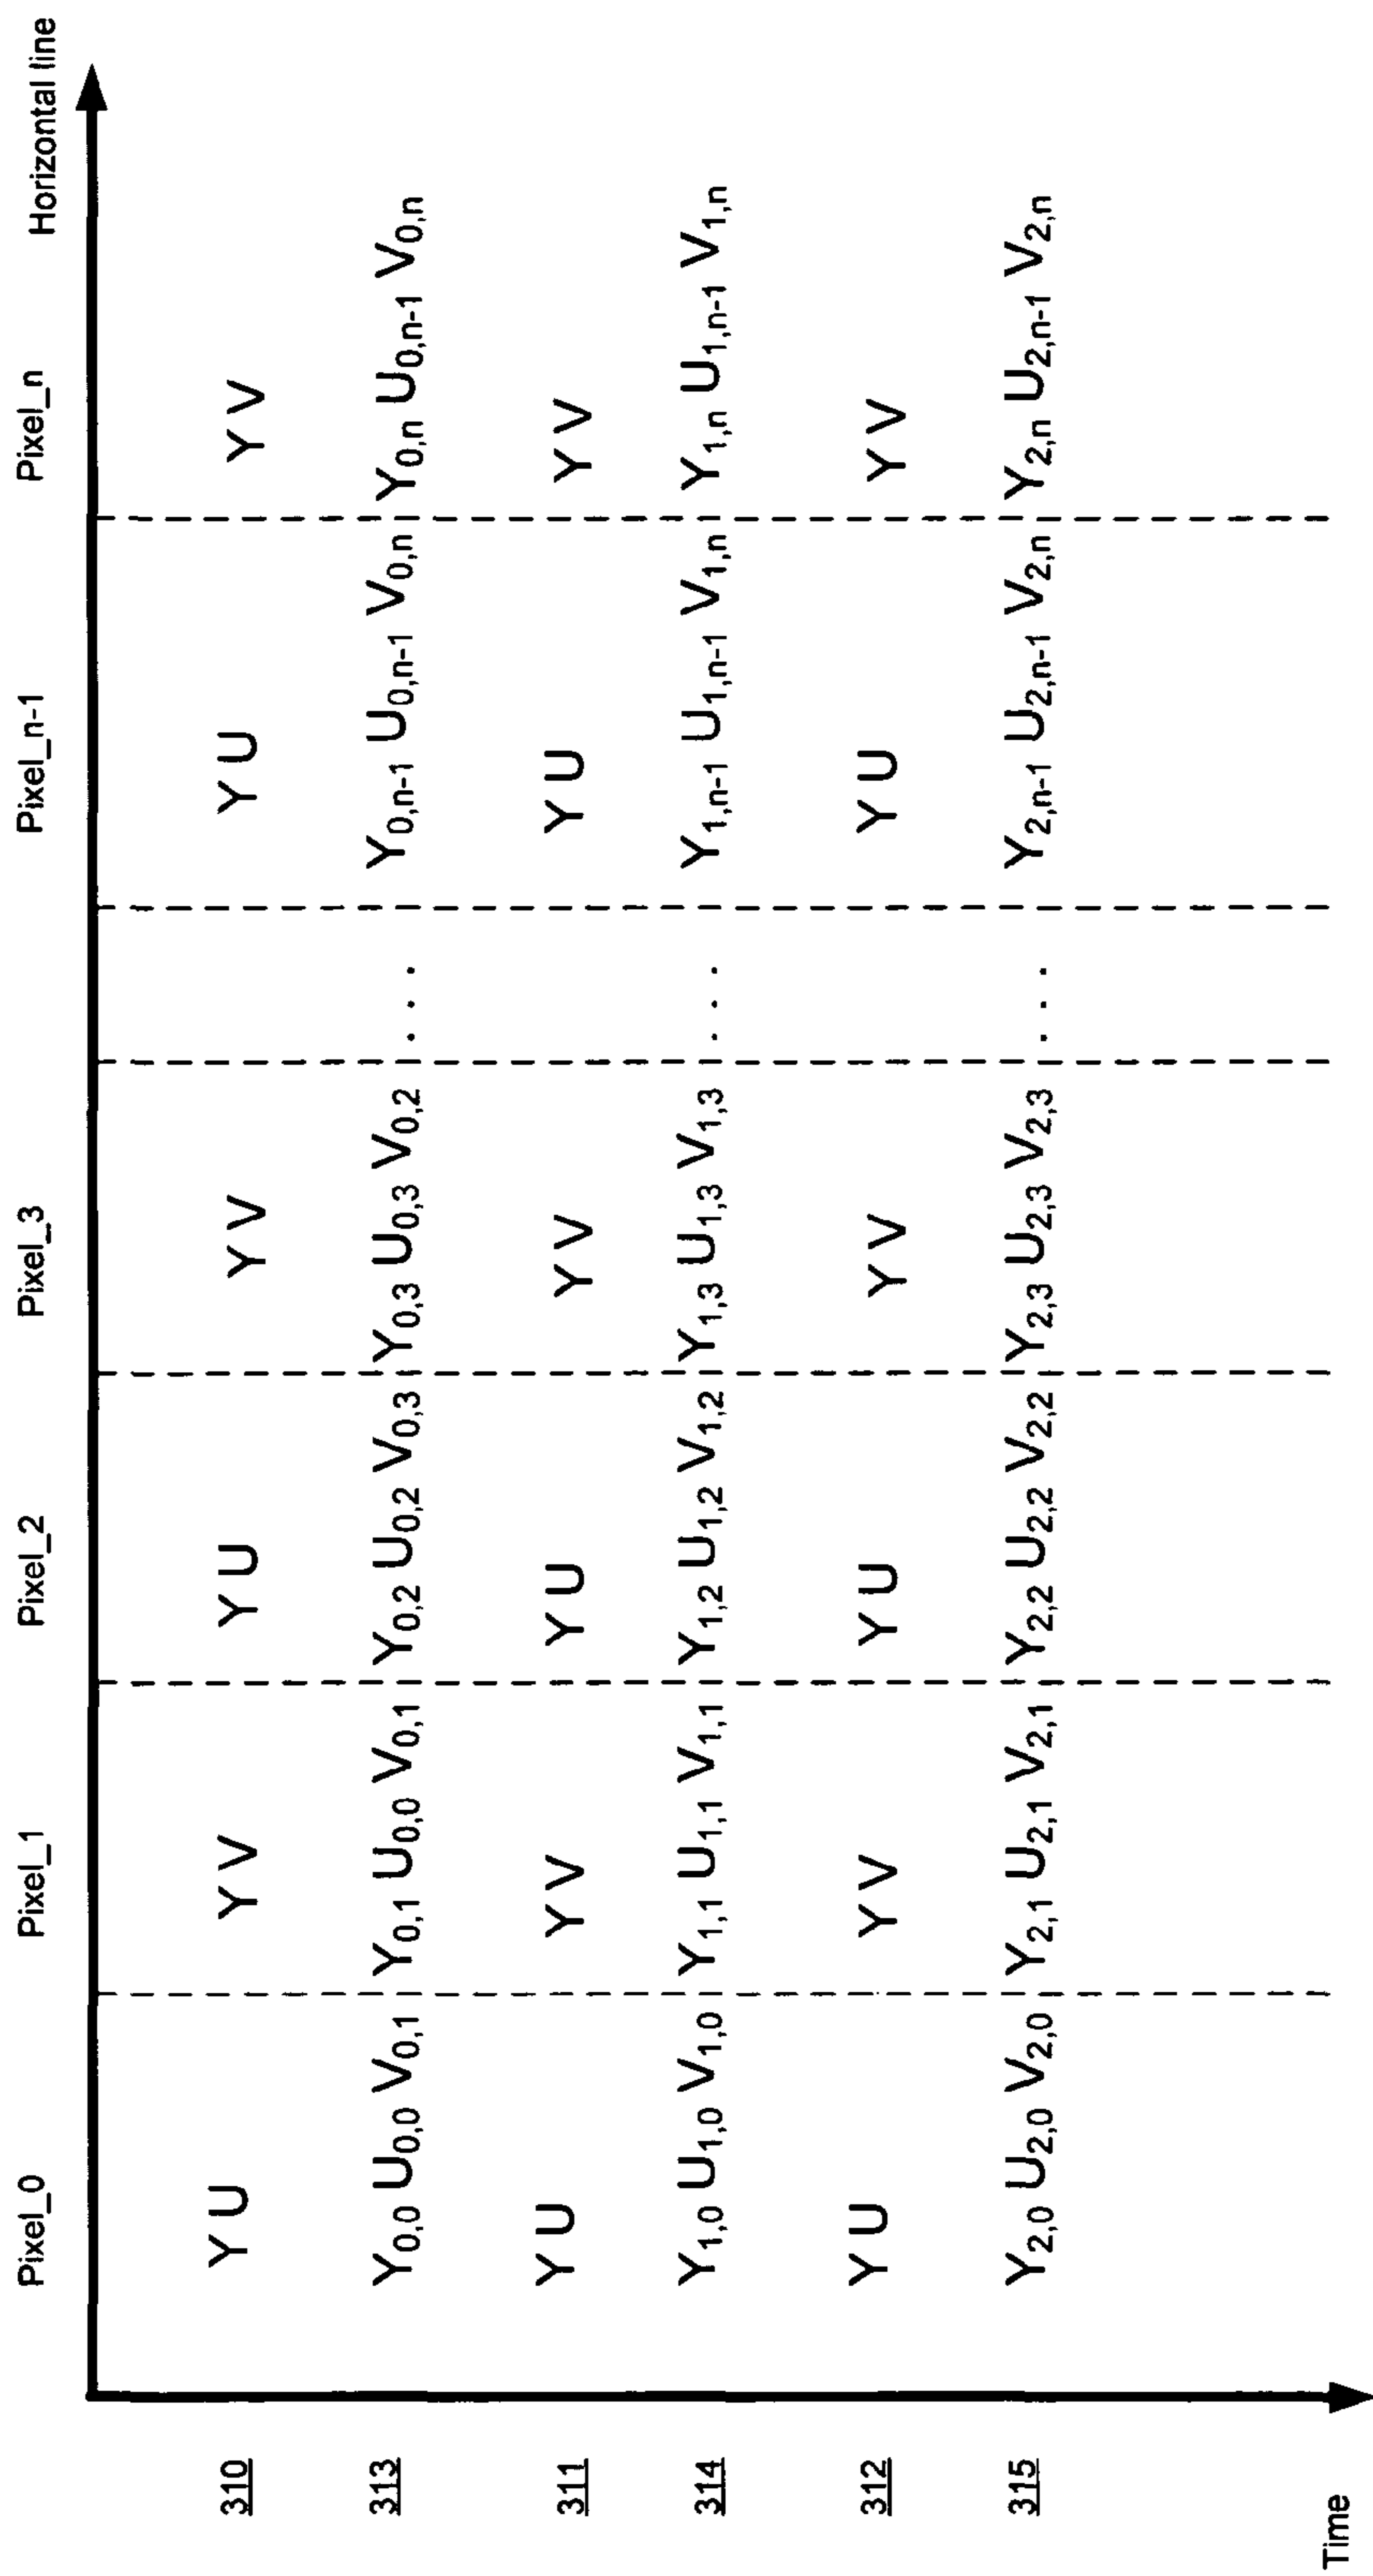 Horizontal line
Pixel_0 Pixel_1 Pixel_2 Pixel_3 Pixel_n-1 Pixel_n
310 Y U Y V Y U Y V Y U Y V
313 Y0,0 U0,0 V0,1 Y0,1 U0,0 V0,1 Y0,2 U0,2 V0,3 Y0,3 U0,3 V0,2 . . . Y0,n-1 U0,n-1 V0,n Y0,n U0,n-1 V0,n
311 Y U Y V Y U Y V Y U Y V
314 Y1,0 U1,0 V1,0 Y1,1 U1,1 V1,1 Y1,2 U1,2 V1,2 Y1,3 U1,3 V1,3 . . . Y1,n-1 U1,n-1 V1,n Y1,n U1,n-1 V1,n
312 Y U Y V Y U Y V Y U Y V
315 Y2,0 U2,0 V2,0 Y2,1 U2,1 V2,1 Y2,2 U2,2 V2,2 Y2,3 U2,3 V2,3 . . . Y2,n-1 U2,n-1 V2,n Y2,n U2,n-1 V2,n
Time